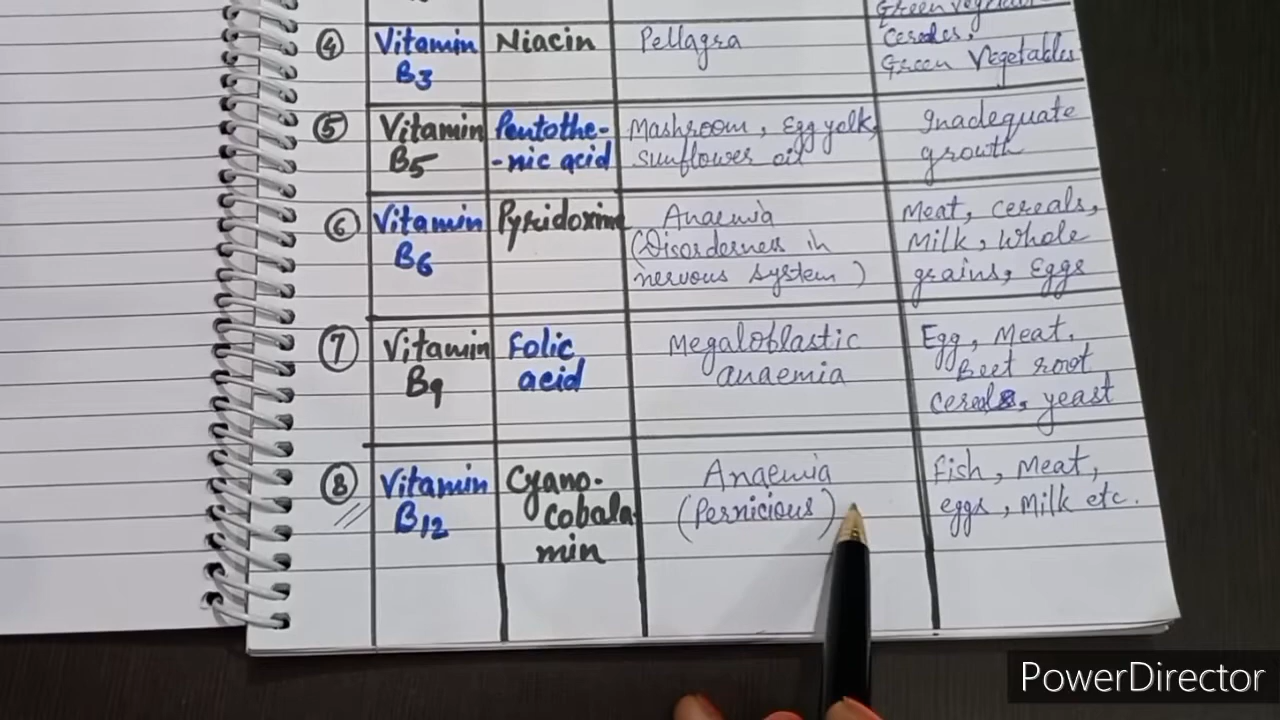 Green Vegetab
④ Vitamin B3 Niacin Pellagra Cereales,
Green Vegetables
⑤ Vitamin Pentothe- Mashroom, Egg yolk, Inadequate
B5 -nic acid sunflower oil growth
⑥ Vitamin Pyridoxine Anaemia Meat, cereals,
B6 (Disorderness in Milk, Whole
nervous system) grains, Eggs
⑦ Vitamin Folic Megaloblastic Egg, Meat,
B9 acid anaemia Beet root
cereals, yeast
⑧ Vitamin Cyano- Anaemia Fish, Meat,
B12 Cobala (Pernicious) eggs, Milk etc.
min
PowerDirector